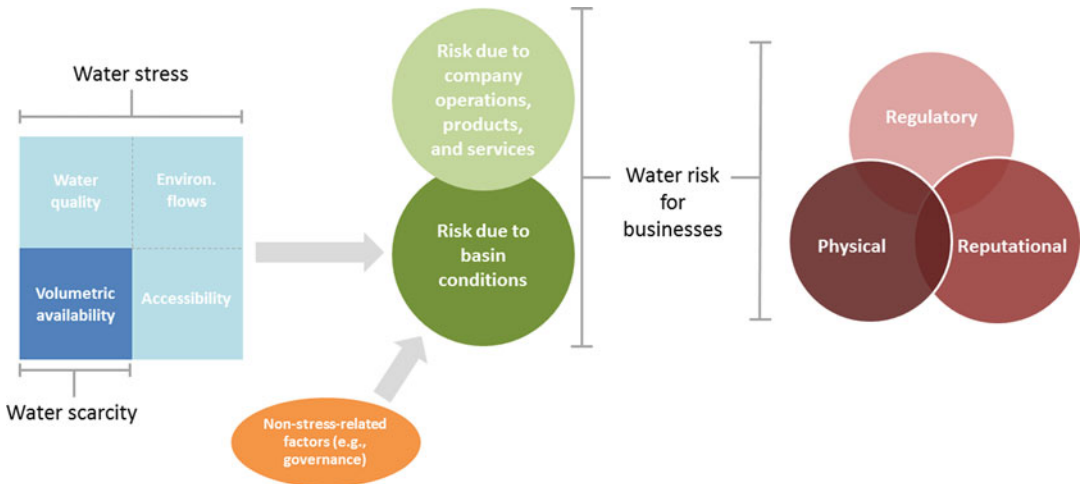 Water stress
Water
quality
Environ.
flows
Volumetric
availability
Accessibility
Water scarcity
Non-stress-related
factors (e.g.,
governance)
Risk due to
company
operations,
products,
and services
Risk due to
basin
conditions
Water risk
for
businesses
Regulatory
Physical
Reputational